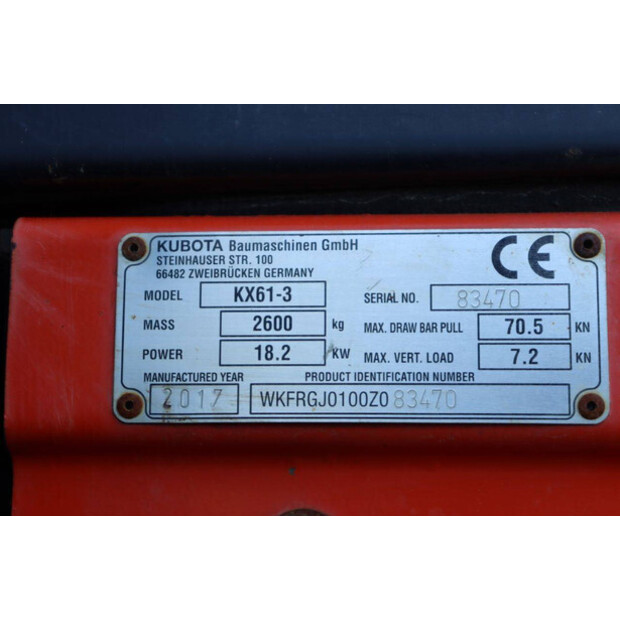 KUBOTA Baumaschinen GmbH
STEINHAUSER STR. 100
66482 ZWEIBRÜCKEN GERMANY
CE
MODEL KX61-3 SERIAL NO. 83470
MASS 2600 kg MAX. DRAW BAR PULL 70.5 KN
POWER 18.2 KW MAX. VERT. LOAD 7.2 KN
MANUFACTURED YEAR PRODUCT IDENTIFICATION NUMBER
2017 WKFRGJ0100Z083470